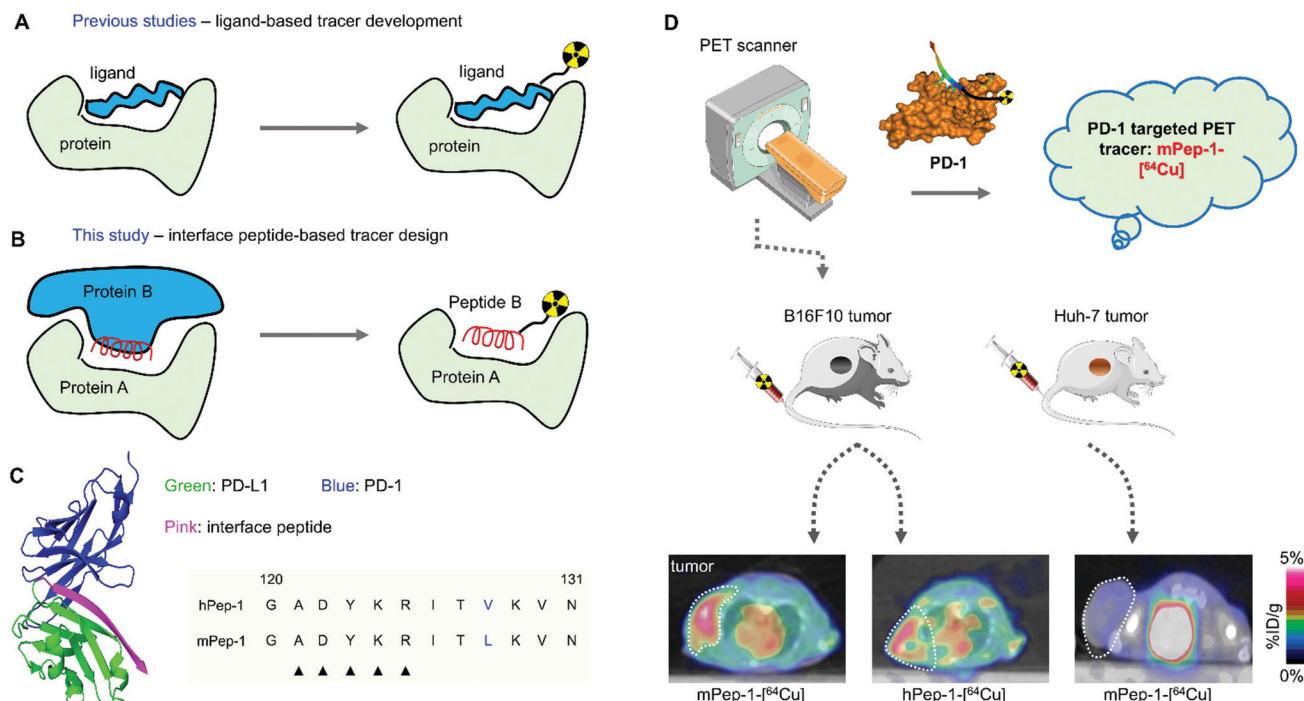 A
Previous studies – ligand-based tracer development
ligand
protein
ligand
protein
B
This study – interface peptide-based tracer design
Protein B
Protein A
Peptide B
Protein A
C
Green: PD-L1 Blue: PD-1
Pink: interface peptide
120 131
hPep-1 G A D Y K R I T V K V N
mPep-1 G A D Y K R I T L K V N
D
PET scanner
PD-1
PD-1 targeted PET
tracer: mPep-1-
[⁶⁴Cu]
B16F10 tumor
Huh-7 tumor
tumor
mPep-1-[⁶⁴Cu]
hPep-1-[⁶⁴Cu]
mPep-1-[⁶⁴Cu]
5%
%ID/g
0%